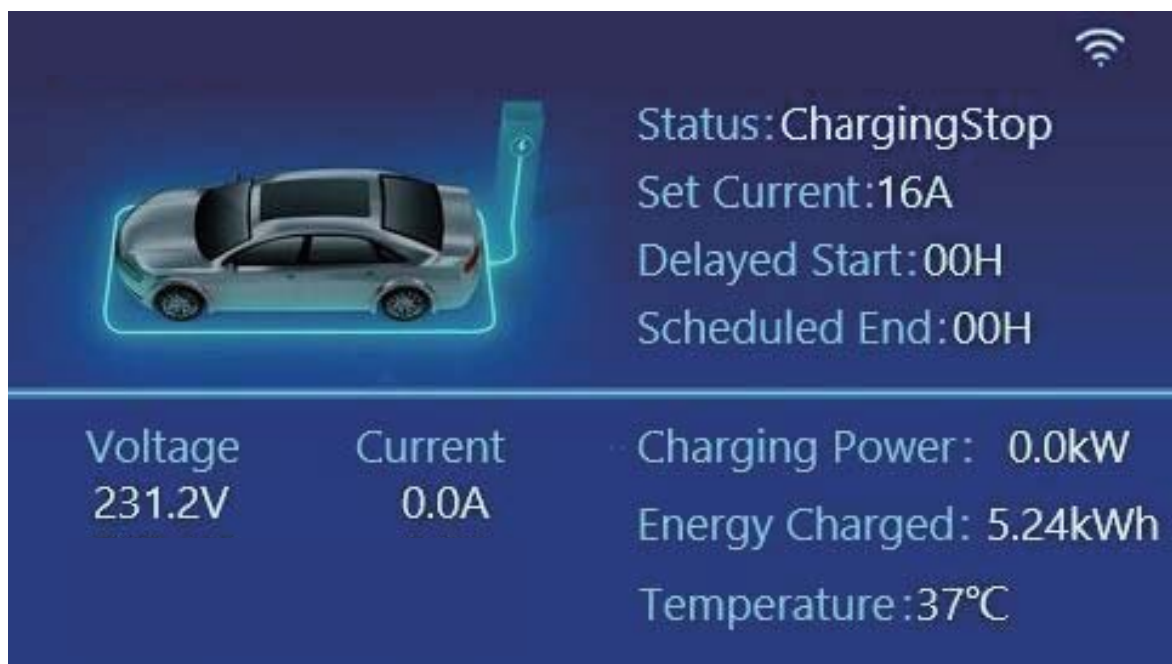 Status:ChargingStop
Set Current:16A
Delayed Start:00H
Scheduled End:00H
Voltage
231.2V
Current
0.0A
Charging Power: 0.0kW
Energy Charged: 5.24kWh
Temperature:37℃